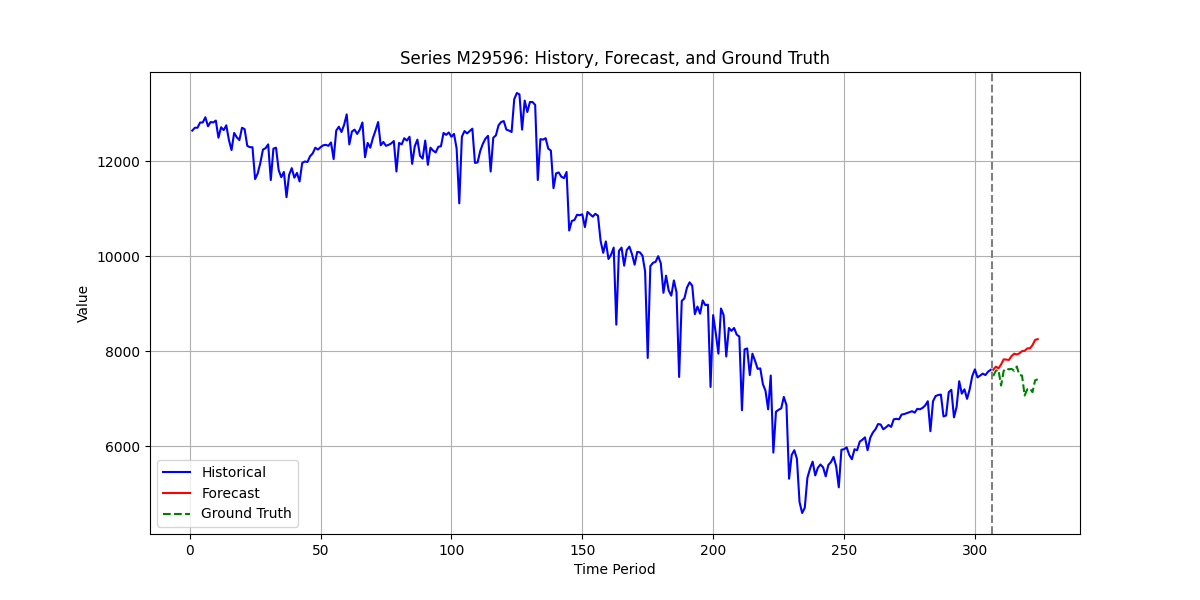 Series M29596: History, Forecast, and Ground Truth
Value
12000
10000
8000
6000
Historical
Forecast
Ground Truth
0
50
100
150
200
250
300
Time Period